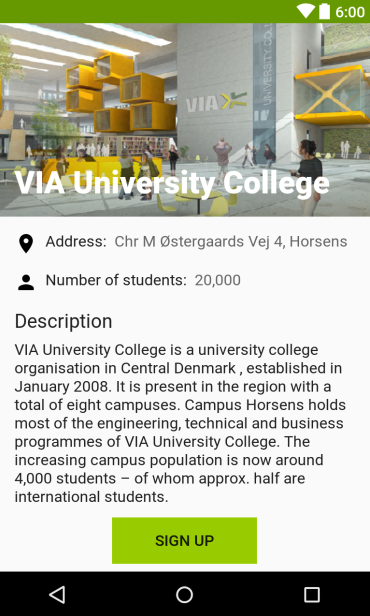 6:00
UNIVERSITY COL
VIA
VIA University College
Address: Chr M Østergaards Vej 4, Horsens
Number of students: 20,000
Description
VIA University College is a university college
organisation in Central Denmark , established in
January 2008. It is present in the region with a
total of eight campuses. Campus Horsens holds
most of the engineering, technical and business
programmes of VIA University College. The
increasing campus population is now around
4,000 students – of whom approx. half are
international students.
SIGN UP